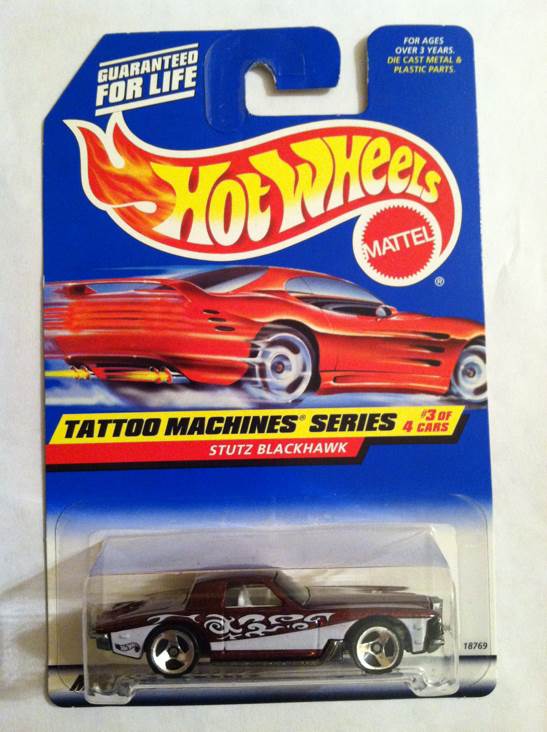 GUARANTEED
FOR LIFE
FOR AGES
OVER 3 YEARS.
DIE CAST METAL &
PLASTIC PARTS.
HOT WHEELS
MATTEL
®
TATTOO MACHINES® SERIES
#3 OF
4 CARS
STUTZ BLACKHAWK
18769